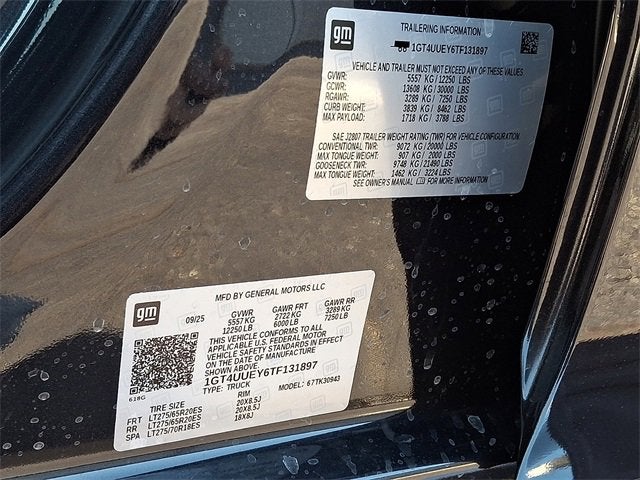 gm
TRAILERING INFORMATION
1GT4UUEY6TF131897
VEHICLE AND TRAILER MUST NOT EXCEED ANY OF THESE VALUES
GVWR: 5557 KG/12250 LBS
GCWR: 13608 KG/30000 LBS
RGAWR: 3289 KG/7250 LBS
CURB WEIGHT: 3839 KG/8462 LBS
MAX PAYLOAD: 1718 KG/3788 LBS
SAE J2807 TRAILER WEIGHT RATING (TWR) FOR VEHICLE CONFIGURATION.
CONVENTIONAL TWR: 9072 KG/20000 LBS
MAX TONGUE WEIGHT: 907 KG/2000 LBS
GOOSENECK TWR: 9748 KG/21490 LBS
MAX TONGUE WEIGHT: 1462 KG/3224 LBS
SEE OWNER'S MANUAL FOR MORE INFORMATION
gm
MFD BY GENERAL MOTORS LLC
09/25 GVWR GAWR FRT GAWR RR
5557 KG 2722 KG 3289 KG
12250 LB 6000 LB 7250 LB
THIS VEHICLE CONFORMS TO ALL
APPLICABLE U.S. FEDERAL MOTOR
VEHICLE SAFETY STANDARDS IN EFFECT
ON THE DATE OF MANUFACTURE
SHOWN ABOVE.
1GT4UUEY6TF131897
618G
TYPE: TRUCK MODEL: 67TK30943
TIRE SIZE RIM
FRT LT275/65R20ES 20X8.5J
RR LT275/65R20ES 20X8.5J
SPA LT275/70R18ES 18X8J